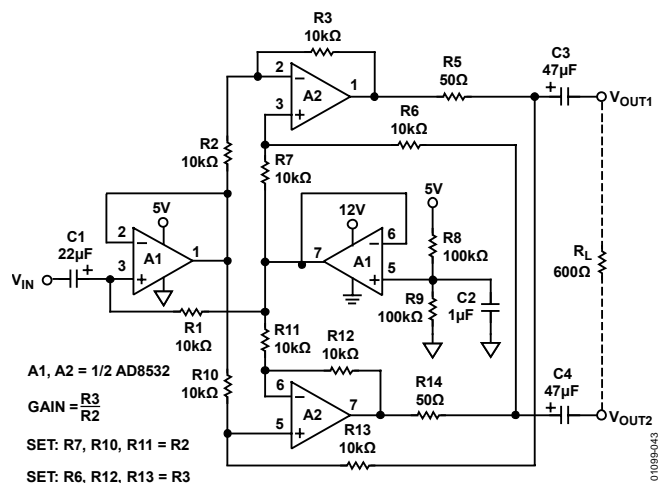 R3
10kΩ
2
A2
1
3
R5
50Ω
C3
47µF
VOUT1
R6
10kΩ
R2
10kΩ
R7
10kΩ
5V
2
A1
1
3
C1
22µF
VIN
12V
6
7
A1
5
5V
R8
100kΩ
R9
100kΩ
C2
1µF
RL
600Ω
R1
10kΩ
R11
10kΩ
R12
10kΩ
R10
10kΩ
6
A2
7
5
R14
50Ω
C4
47µF
VOUT2
R13
10kΩ
A1, A2 = 1/2 AD8532
GAIN = R3
R2
SET: R7, R10, R11 = R2
SET: R6, R12, R13 = R3
01099-043